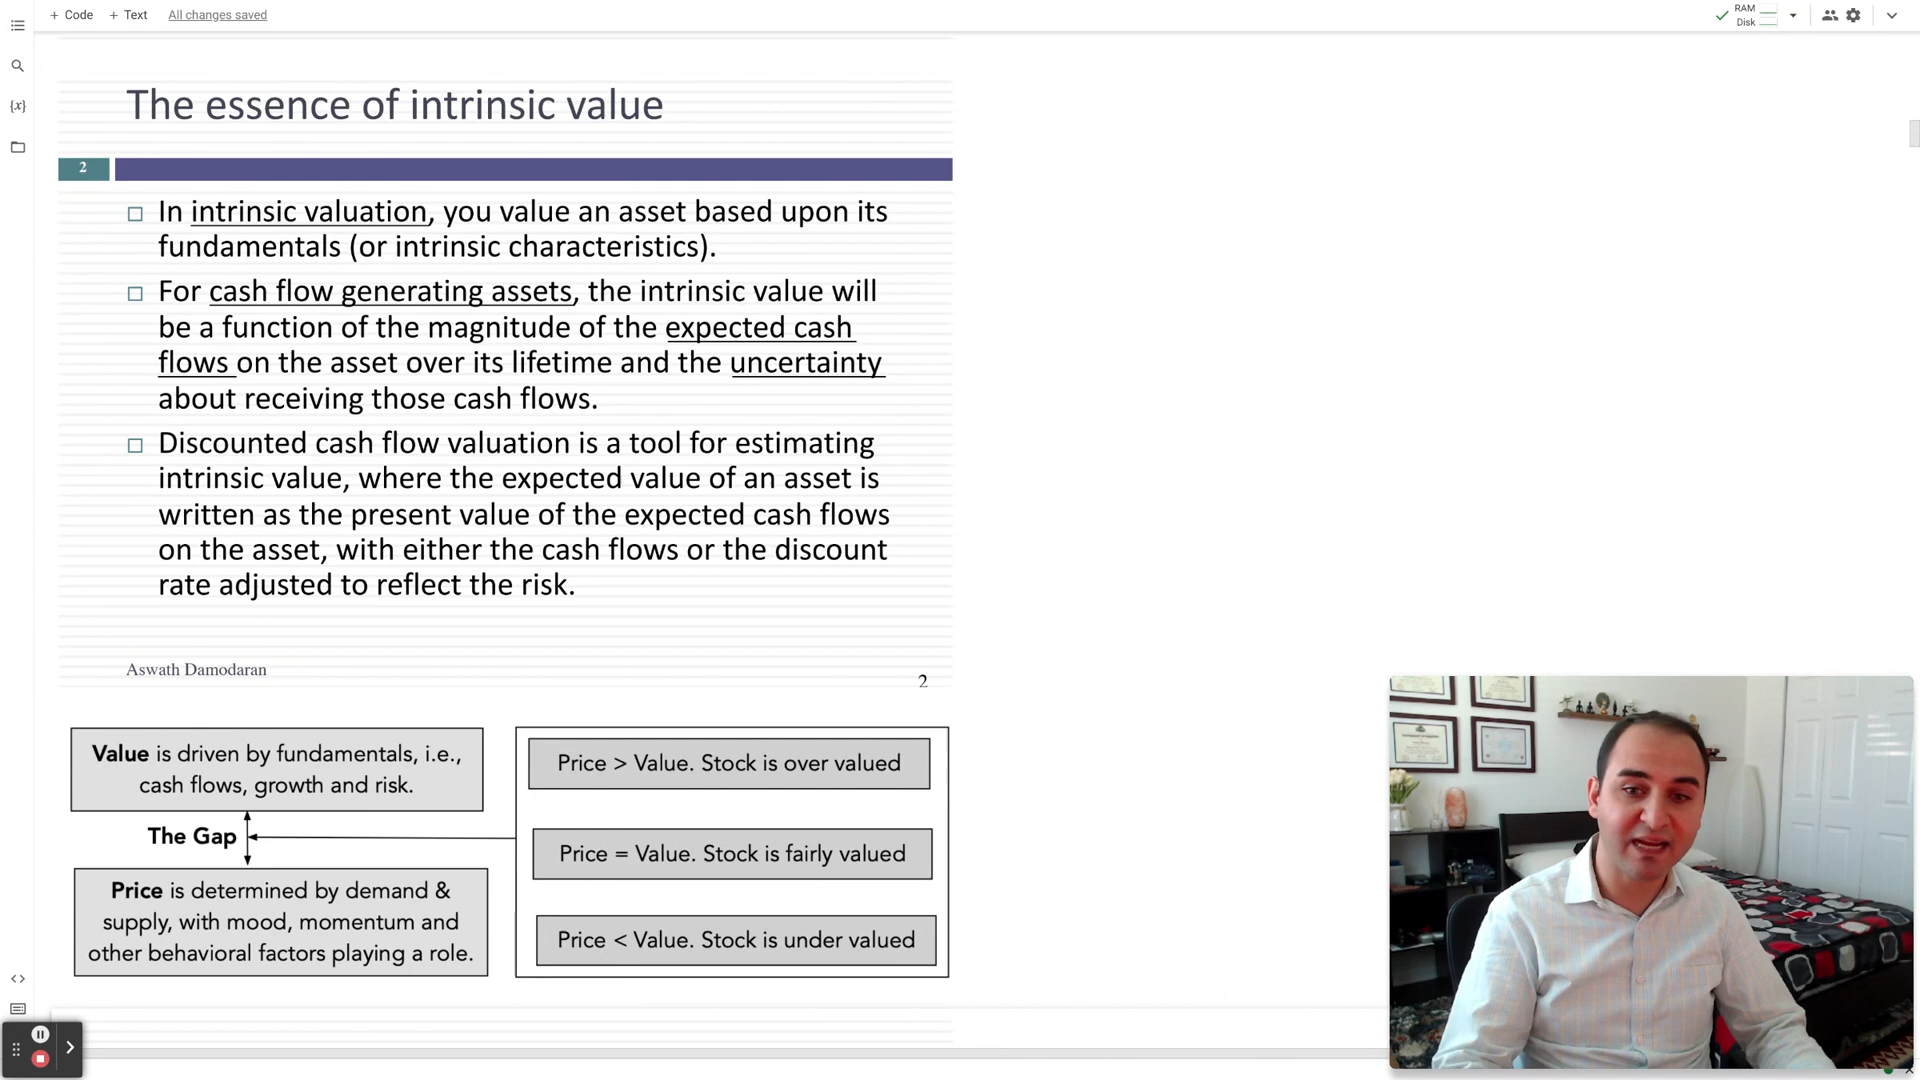 + Code + Text All changes saved
RAM
Disk
{x}
The essence of intrinsic value
2
In intrinsic valuation, you value an asset based upon its
fundamentals (or intrinsic characteristics).
For cash flow generating assets, the intrinsic value will
be a function of the magnitude of the expected cash
flows on the asset over its lifetime and the uncertainty
about receiving those cash flows.
Discounted cash flow valuation is a tool for estimating
intrinsic value, where the expected value of an asset is
written as the present value of the expected cash flows
on the asset, with either the cash flows or the discount
rate adjusted to reflect the risk.
Aswath Damodaran
2
Value is driven by fundamentals, i.e.,
cash flows, growth and risk.
The Gap
Price is determined by demand &
supply, with mood, momentum and
other behavioral factors playing a role.
Price > Value. Stock is over valued
Price = Value. Stock is fairly valued
Price < Value. Stock is under valued